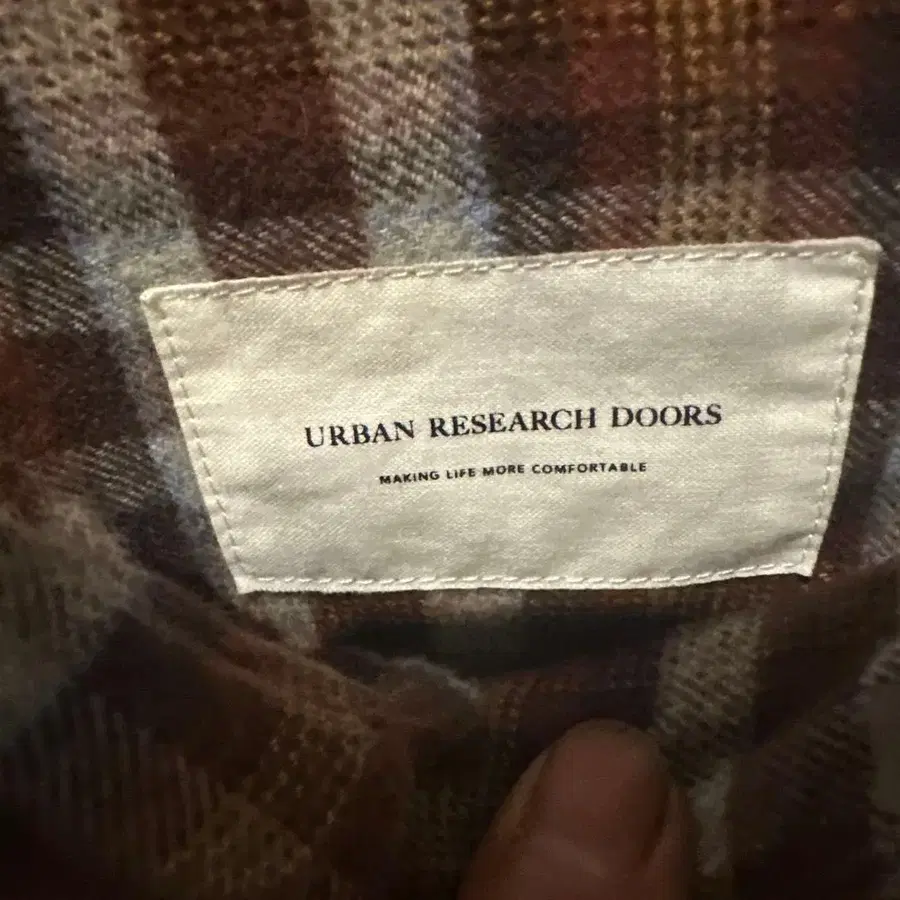 URBAN RESEARCH DOORS
MAKING LIFE MORE COMFORTABLE